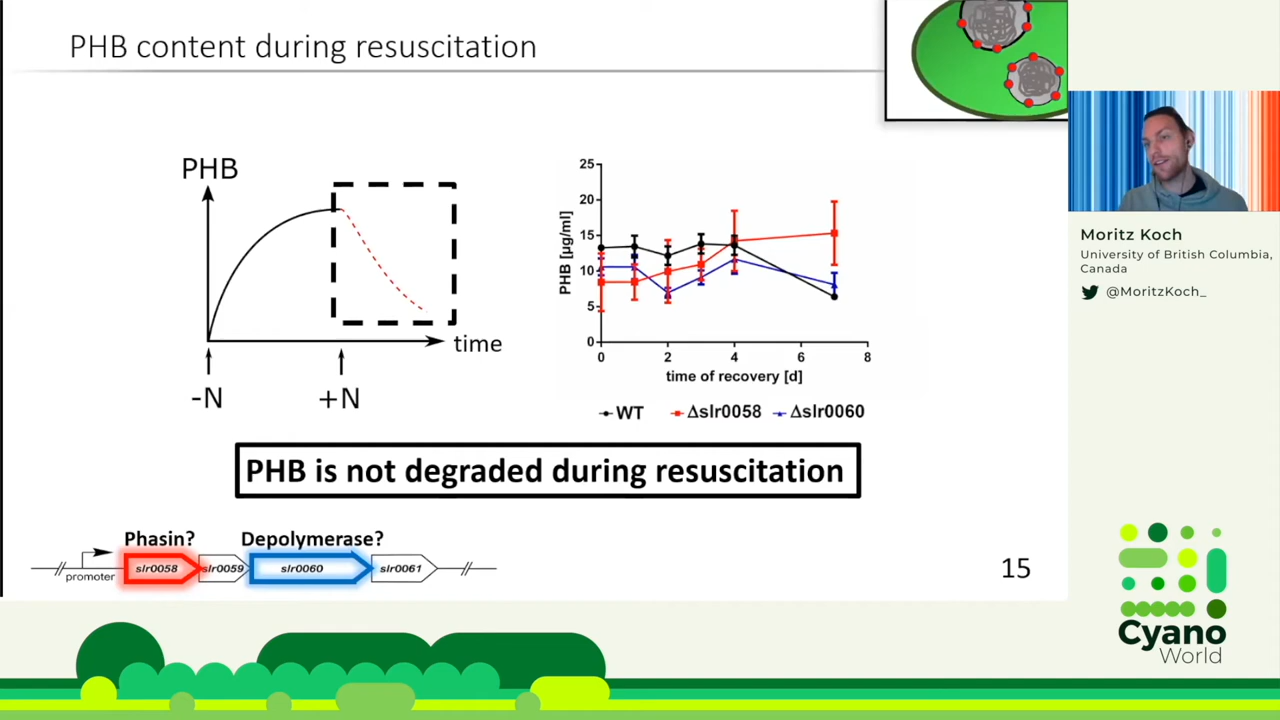 PHB content during resuscitation
PHB
time
-N
+N
25
20
15
10
5
0
PHB [µg/ml]
0
2
4
6
8
time of recovery [d]
WT
Δslr0058
Δslr0060
PHB is not degraded during resuscitation
Phasin?
Depolymerase?
promoter
slr0058
slr0059
slr0060
slr0061
15
Moritz Koch
University of British Columbia,
Canada
@MoritzKoch_
Cyano
World